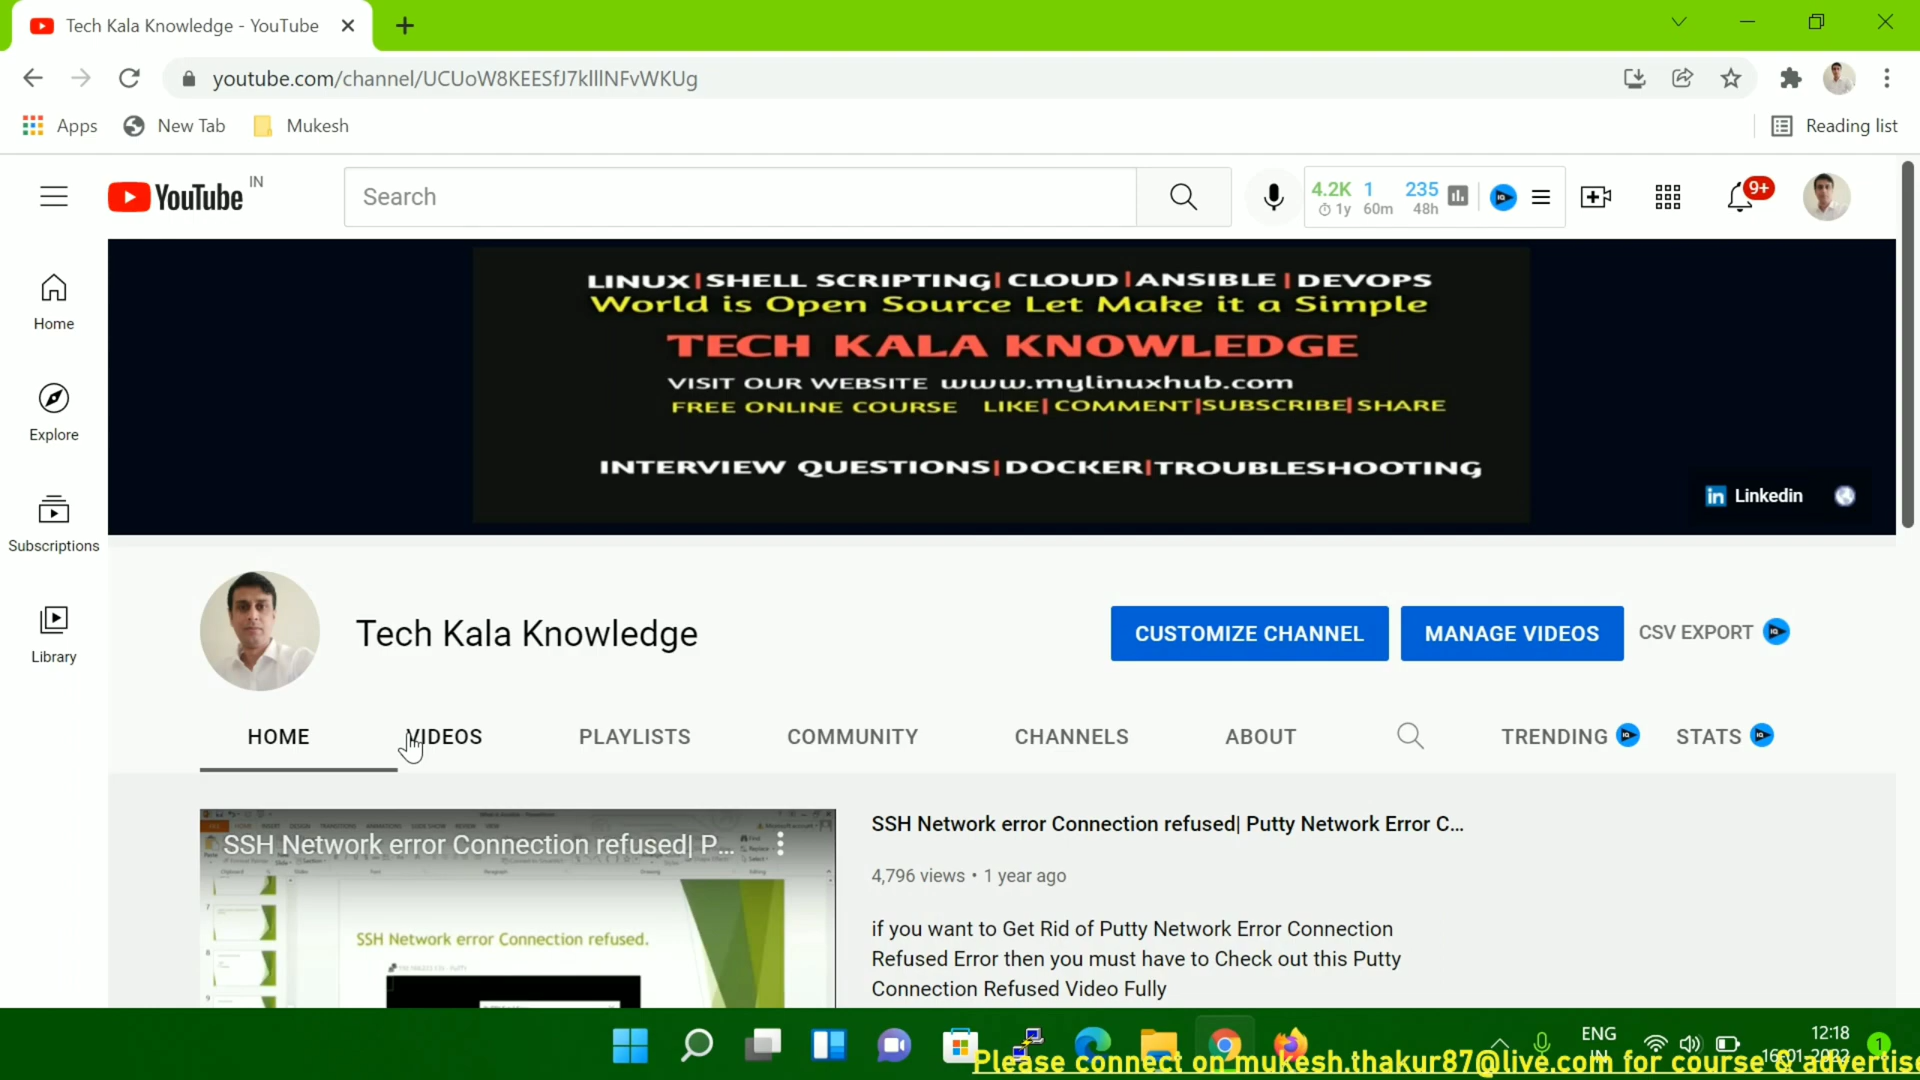 Tech Kala Knowledge - YouTube
youtube.com/channel/UCUoW8KEESfJ7klllNFvWKUg
Apps New Tab Mukesh Reading list
YouTube IN
Search
4.2K 1 235
1y 60m 48h
9+
LINUX|SHELL SCRIPTING|CLOUD|ANSIBLE|DEVOPS
World is Open Source Let Make it a Simple
TECH KALA KNOWLEDGE
VISIT OUR WEBSITE www.mylinuxhub.com
FREE ONLINE COURSE LIKE|COMMENT|SUBSCRIBE|SHARE
INTERVIEW QUESTIONS|DOCKER|TROUBLESHOOTING
in Linkedin
Home
Explore
Subscriptions
Library
Tech Kala Knowledge
CUSTOMIZE CHANNEL MANAGE VIDEOS CSV EXPORT
HOME VIDEOS PLAYLISTS COMMUNITY CHANNELS ABOUT TRENDING STATS
SSH Network error Connection refused| P...
SSH Network error Connection refused.
SSH Network error Connection refused| Putty Network Error C...
4,796 views • 1 year ago
if you want to Get Rid of Putty Network Error Connection
Refused Error then you must have to Check out this Putty
Connection Refused Video Fully
ENG
IN
12:18
16-01-2022
1
Please connect on mukesh.thakur87@live.com for course & advertise